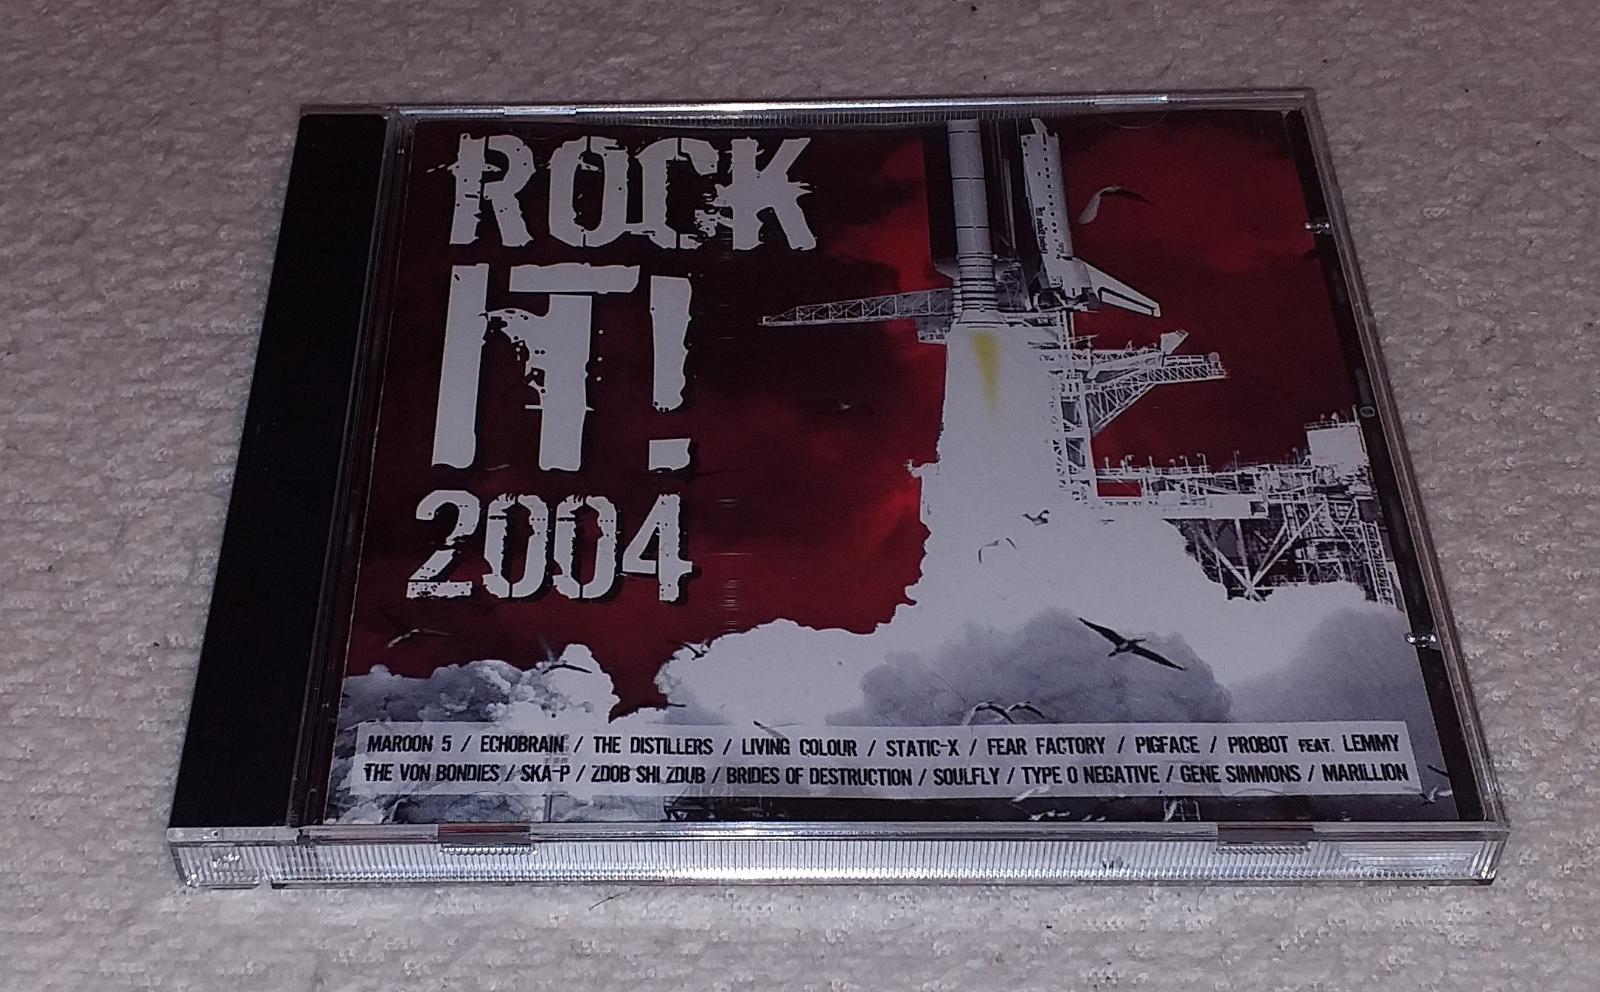 ROCK
IT!
2004
MAROON 5 / ECHOBRAIN / THE DISTILLERS / LIVING COLOUR / STATIC-X / FEAR FACTORY / PIGFACE / PROBOT FEAT. LEMMY
THE VON BONDIES / SKA-P / ZDOB SHI ZDUB / BRIDES OF DESTRUCTION / SOULFLY / TYPE O NEGATIVE / GENE SIMMONS / MARILLION